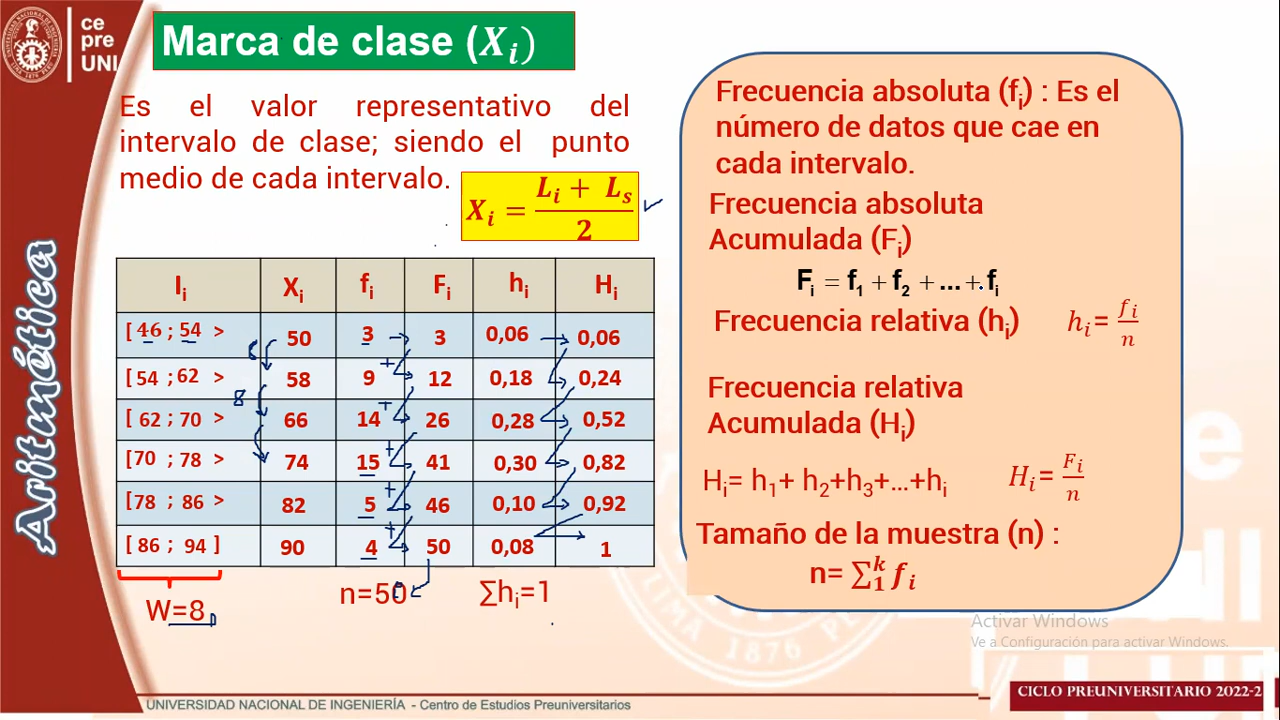 ce
pre
UNI
Marca de clase (Xᵢ)
Es el valor representativo del
intervalo de clase; siendo el punto
medio de cada intervalo.
Xᵢ = (Lᵢ + Lₛ)/2
Iᵢ Xᵢ fᵢ Fᵢ hᵢ Hᵢ
[ 46 ; 54 > 50 3 3 0,06 0,06
[ 54 ; 62 > 58 9 12 0,18 0,24
[ 62 ; 70 > 66 14 26 0,28 0,52
[70 ; 78 > 74 15 41 0,30 0,82
[78 ; 86 > 82 5 46 0,10 0,92
[ 86 ; 94 ] 90 4 50 0,08 1
8
8
+
+
+
+
+
W=8
n=50
∑hᵢ=1
Aritmética
Frecuencia absoluta (fᵢ) : Es el
número de datos que cae en
cada intervalo.
Frecuencia absoluta
Acumulada (Fᵢ)
Fᵢ = f₁ + f₂ + ... + fᵢ
Frecuencia relativa (hᵢ) hᵢ= fᵢ/n
Frecuencia relativa
Acumulada (Hᵢ)
Hᵢ= h₁+ h₂+h₃+...+hᵢ Hᵢ= Fᵢ/n
Tamaño de la muestra (n) :
n= ∑₁ᵏ fᵢ
Activar Windows
Ve a Configuración para activar Windows.
UNIVERSIDAD NACIONAL DE INGENIERÍA - Centro de Estudios Preuniversitarios
CICLO PREUNIVERSITARIO 2022-2